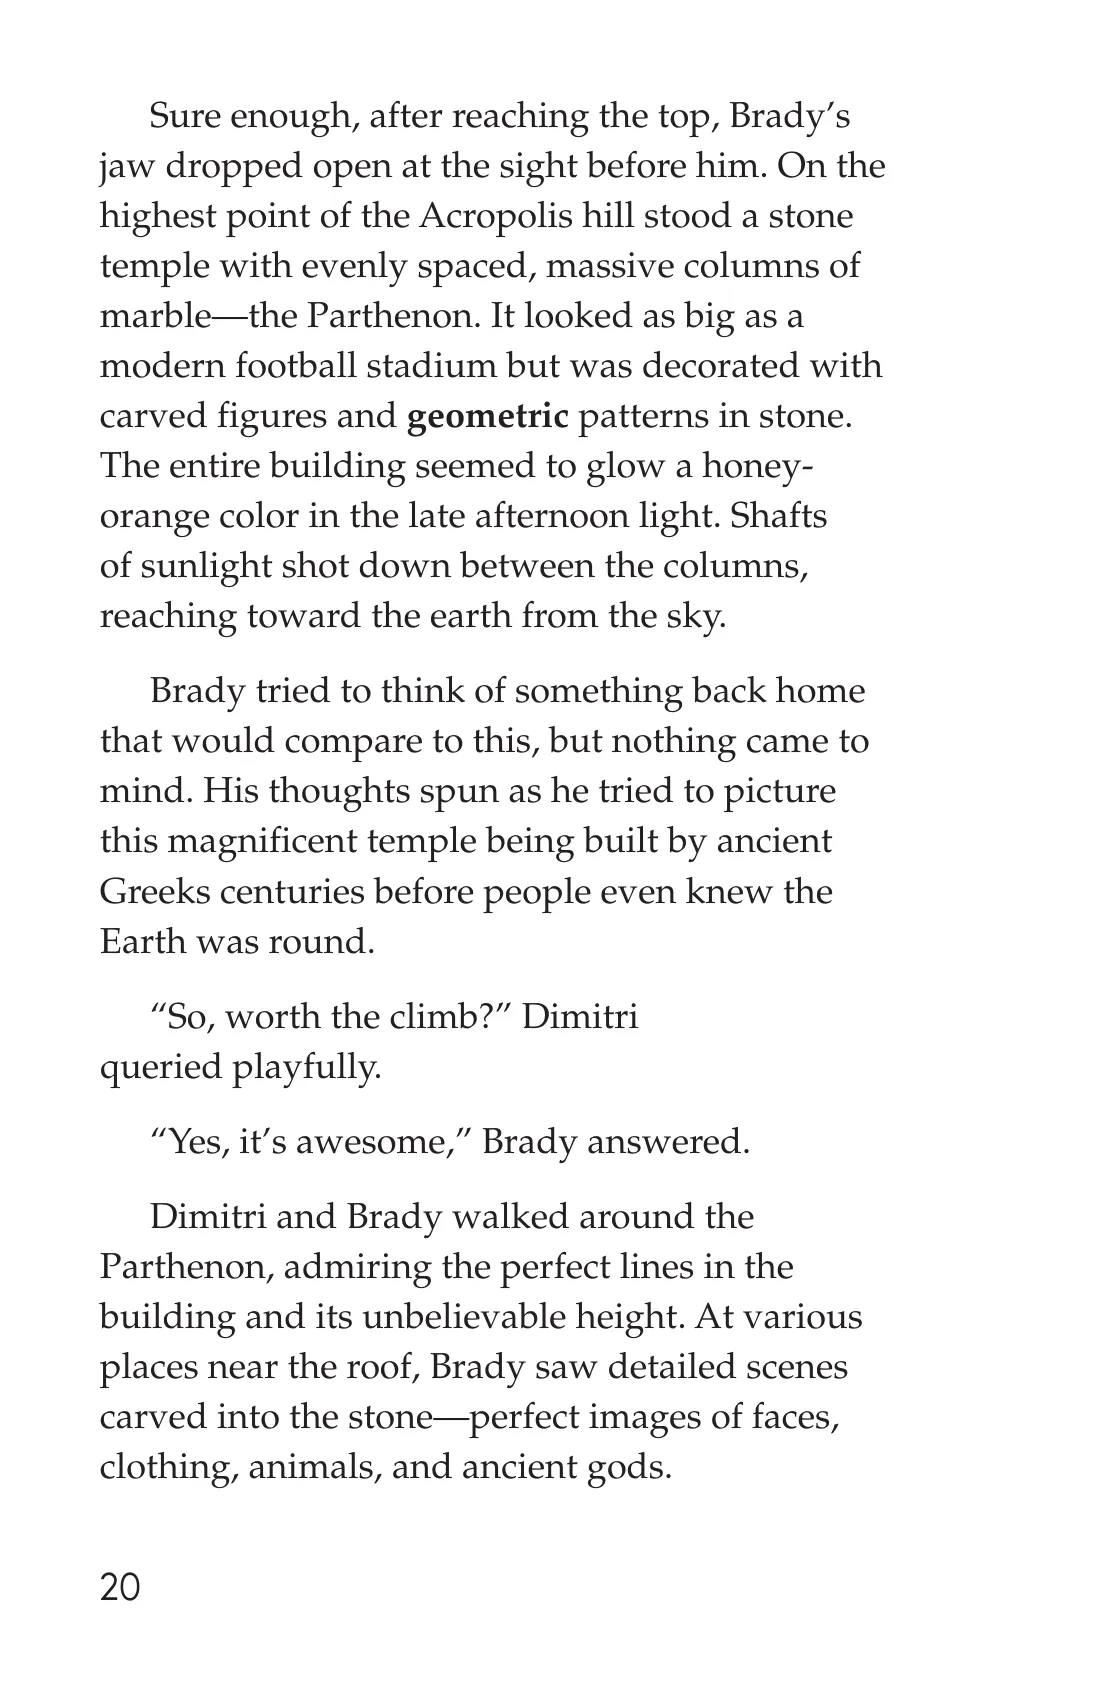 Sure enough, after reaching the top, Brady’s
jaw dropped open at the sight before him. On the
highest point of the Acropolis hill stood a stone
temple with evenly spaced, massive columns of
marble—the Parthenon. It looked as big as a
modern football stadium but was decorated with
carved figures and geometric patterns in stone.
The entire building seemed to glow a honey-
orange color in the late afternoon light. Shafts
of sunlight shot down between the columns,
reaching toward the earth from the sky.
Brady tried to think of something back home
that would compare to this, but nothing came to
mind. His thoughts spun as he tried to picture
this magnificent temple being built by ancient
Greeks centuries before people even knew the
Earth was round.
“So, worth the climb?” Dimitri
queried playfully.
“Yes, it’s awesome,” Brady answered.
Dimitri and Brady walked around the
Parthenon, admiring the perfect lines in the
building and its unbelievable height. At various
places near the roof, Brady saw detailed scenes
carved into the stone—perfect images of faces,
clothing, animals, and ancient gods.
20